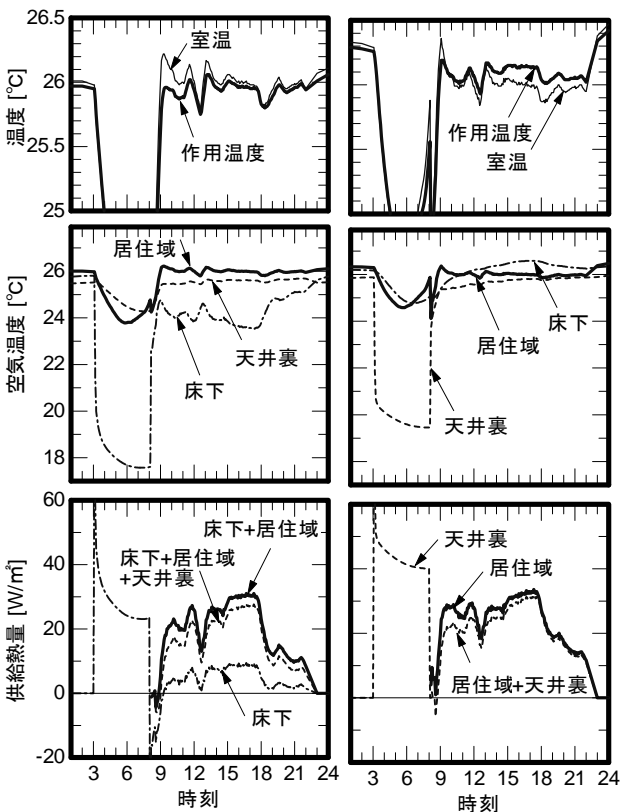 26.5
26
25.5
25
温度 [℃]
室温
作用温度
作用温度
室温
26
24
22
20
18
空気温度 [℃]
居住域
天井裏
床下
床下
居住域
天井裏
60
40
20
0
-20
供給熱量 [W/㎡]
床下+居住域
床下+居住域
+天井裏
床下
天井裏
居住域
居住域+天井裏
3 6 9 12 15 18 21 24
時刻
3 6 9 12 15 18 21 24
時刻